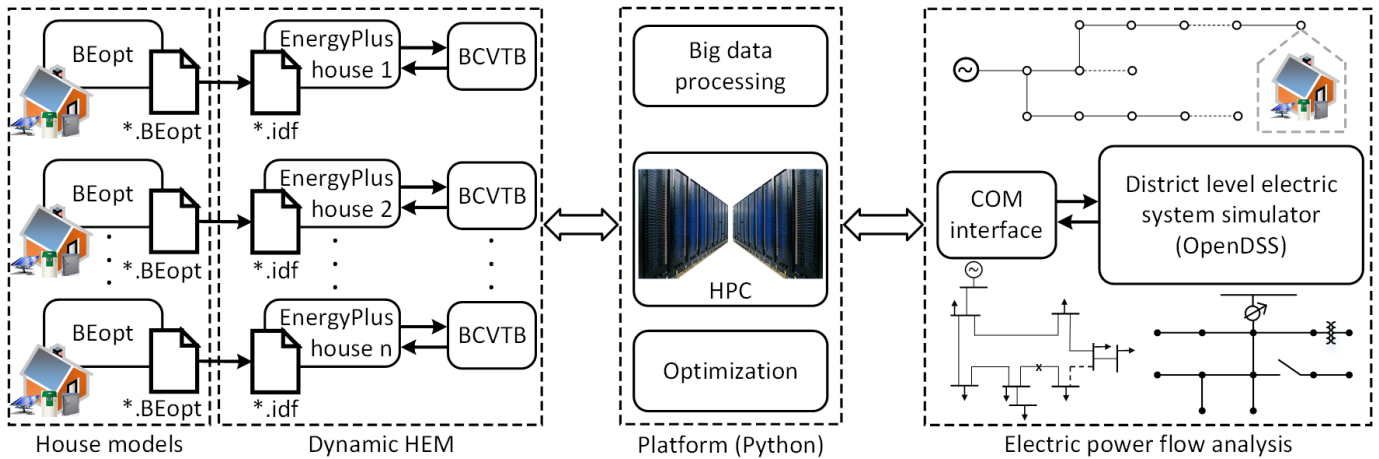 BEopt
*.BEopt
EnergyPlus
house 1
*.idf
BCVTB
BEopt
*.BEopt
EnergyPlus
house 2
*.idf
BCVTB
BEopt
*.BEopt
EnergyPlus
house n
*.idf
BCVTB
House models
Dynamic HEM
Big data
processing
HPC
Optimization
Platform (Python)
COM
interface
District level electric
system simulator
(OpenDSS)
x
Electric power flow analysis